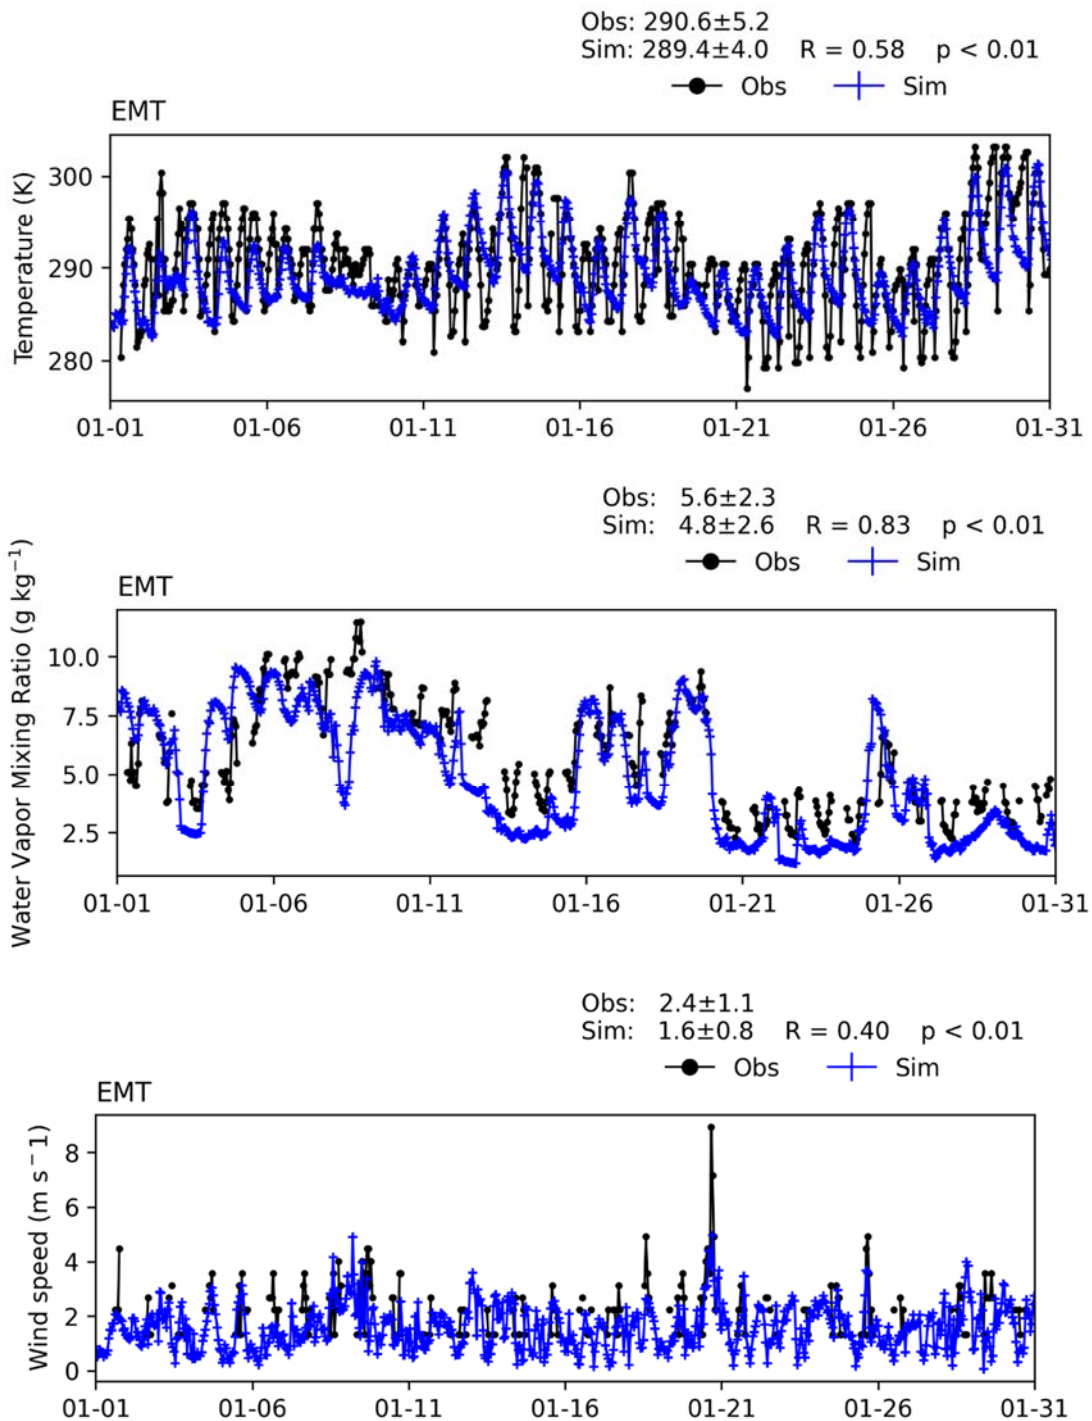 Obs: 290.6±5.2
Sim: 289.4±4.0 R = 0.58 p < 0.01
Obs Sim
EMT
Temperature (K)
300
290
280
01-01 01-06 01-11 01-16 01-21 01-26 01-31
Obs: 5.6±2.3
Sim: 4.8±2.6 R = 0.83 p < 0.01
Obs Sim
EMT
Water Vapor Mixing Ratio (g kg⁻¹)
10.0
7.5
5.0
2.5
01-01 01-06 01-11 01-16 01-21 01-26 01-31
Obs: 2.4±1.1
Sim: 1.6±0.8 R = 0.40 p < 0.01
Obs Sim
EMT
Wind speed (m s⁻1)
8
6
4
2
0
01-01 01-06 01-11 01-16 01-21 01-26 01-31